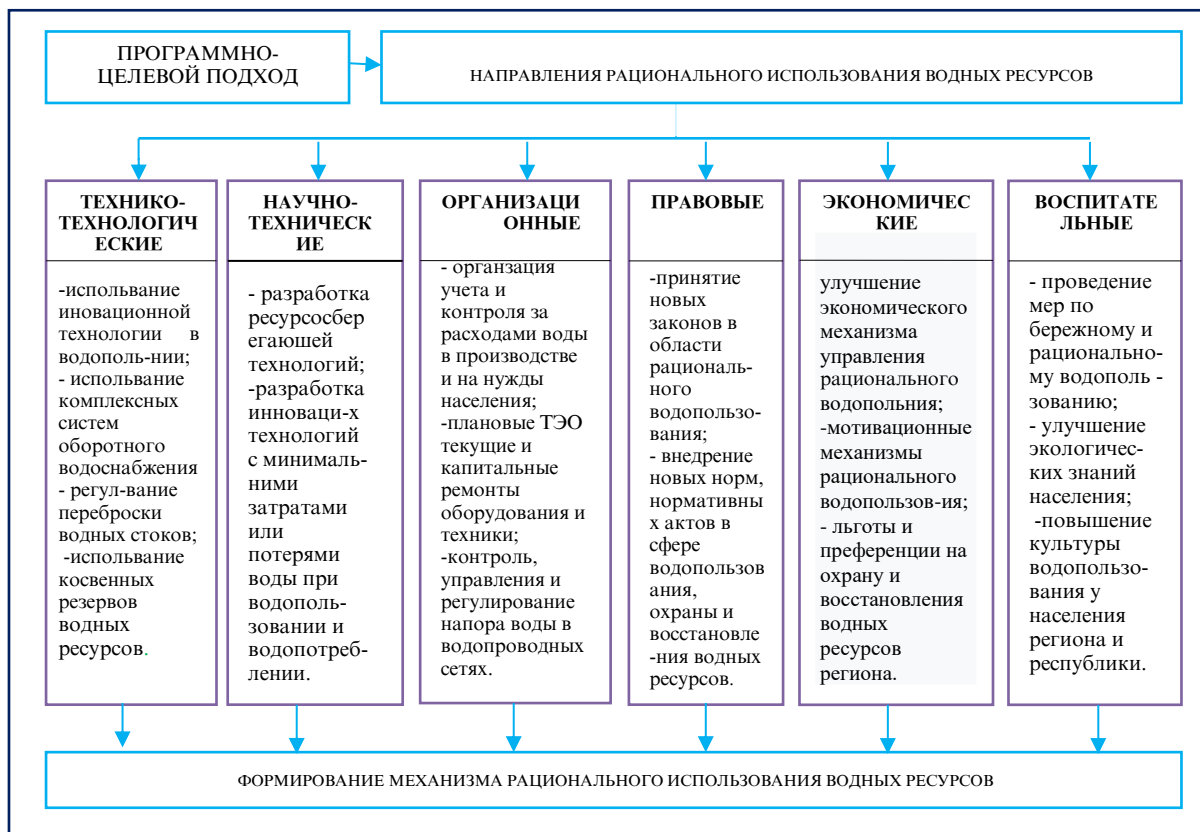 ПРОГРАММНО-
ЦЕЛЕВОЙ ПОДХОД
НАПРАВЛЕНИЯ РАЦИОНАЛЬНОГО ИСПОЛЬЗОВАНИЯ ВОДНЫХ РЕСУРСОВ
ТЕХНИКО-
ТЕХНОЛОГИЧ
ЕСКИЕ
-испольвание
иновационной
технологии в
водополь-нии;
- испольвание
комплексных
систем
оборотного
водоснабжения
- регул-вание
переброски
водных стоков;
-испольвание
косвенных
резервов
водных
ресурсов.
НАУЧНО-
ТЕХНИЧЕСК
ИЕ
- разработка
ресурсосбер
егаюшей
технологий;
-разработка
инноваци-х
технологий
с минималь-
ними
затратами
или
потерями
воды при
водополь-
зовании и
водопотреб-
лении.
ОРГАНИЗАЦИ
ОННЫЕ
- органзация
учета и
контроля за
расходами воды
в производстве
и на нужды
населения;
-плановые ТЭО
текущие и
капитальные
ремонты
оборудования и
техники;
-контроль,
управления и
регулирование
напора воды в
водопроводных
сетях.
ПРАВОВЫЕ
-принятие
новых
законов в
области
рациональ-
ного
водопользо-
вания;
- внедрение
новых норм,
нормативны
х актов в
сфере
водопользов
ания,
охраны и
восстановле
-ния водных
ресурсов.
ЭКОНОМИЧЕС
КИЕ
улучшение
экономического
механизма
управления
рационального
водопольния;
-мотивационные
механизмы
рационального
водопользов-ия;
- льготы и
преференции на
охрану и
восстановления
водных
ресурсов
региона.
ВОСПИТАТЕ
ЛЬНЫЕ
- проведение
мер по
бережному и
рационально-
му водополь -
зованию;
- улучшение
экологичес-
ких знаний
населения;
-повышение
культуры
водопользо-
вания у
населения
региона и
республики.
ФОРМИРОВАНИЕ МЕХАНИЗМА РАЦИОНАЛЬНОГО ИСПОЛЬЗОВАНИЯ ВОДНЫХ РЕСУРСОВ